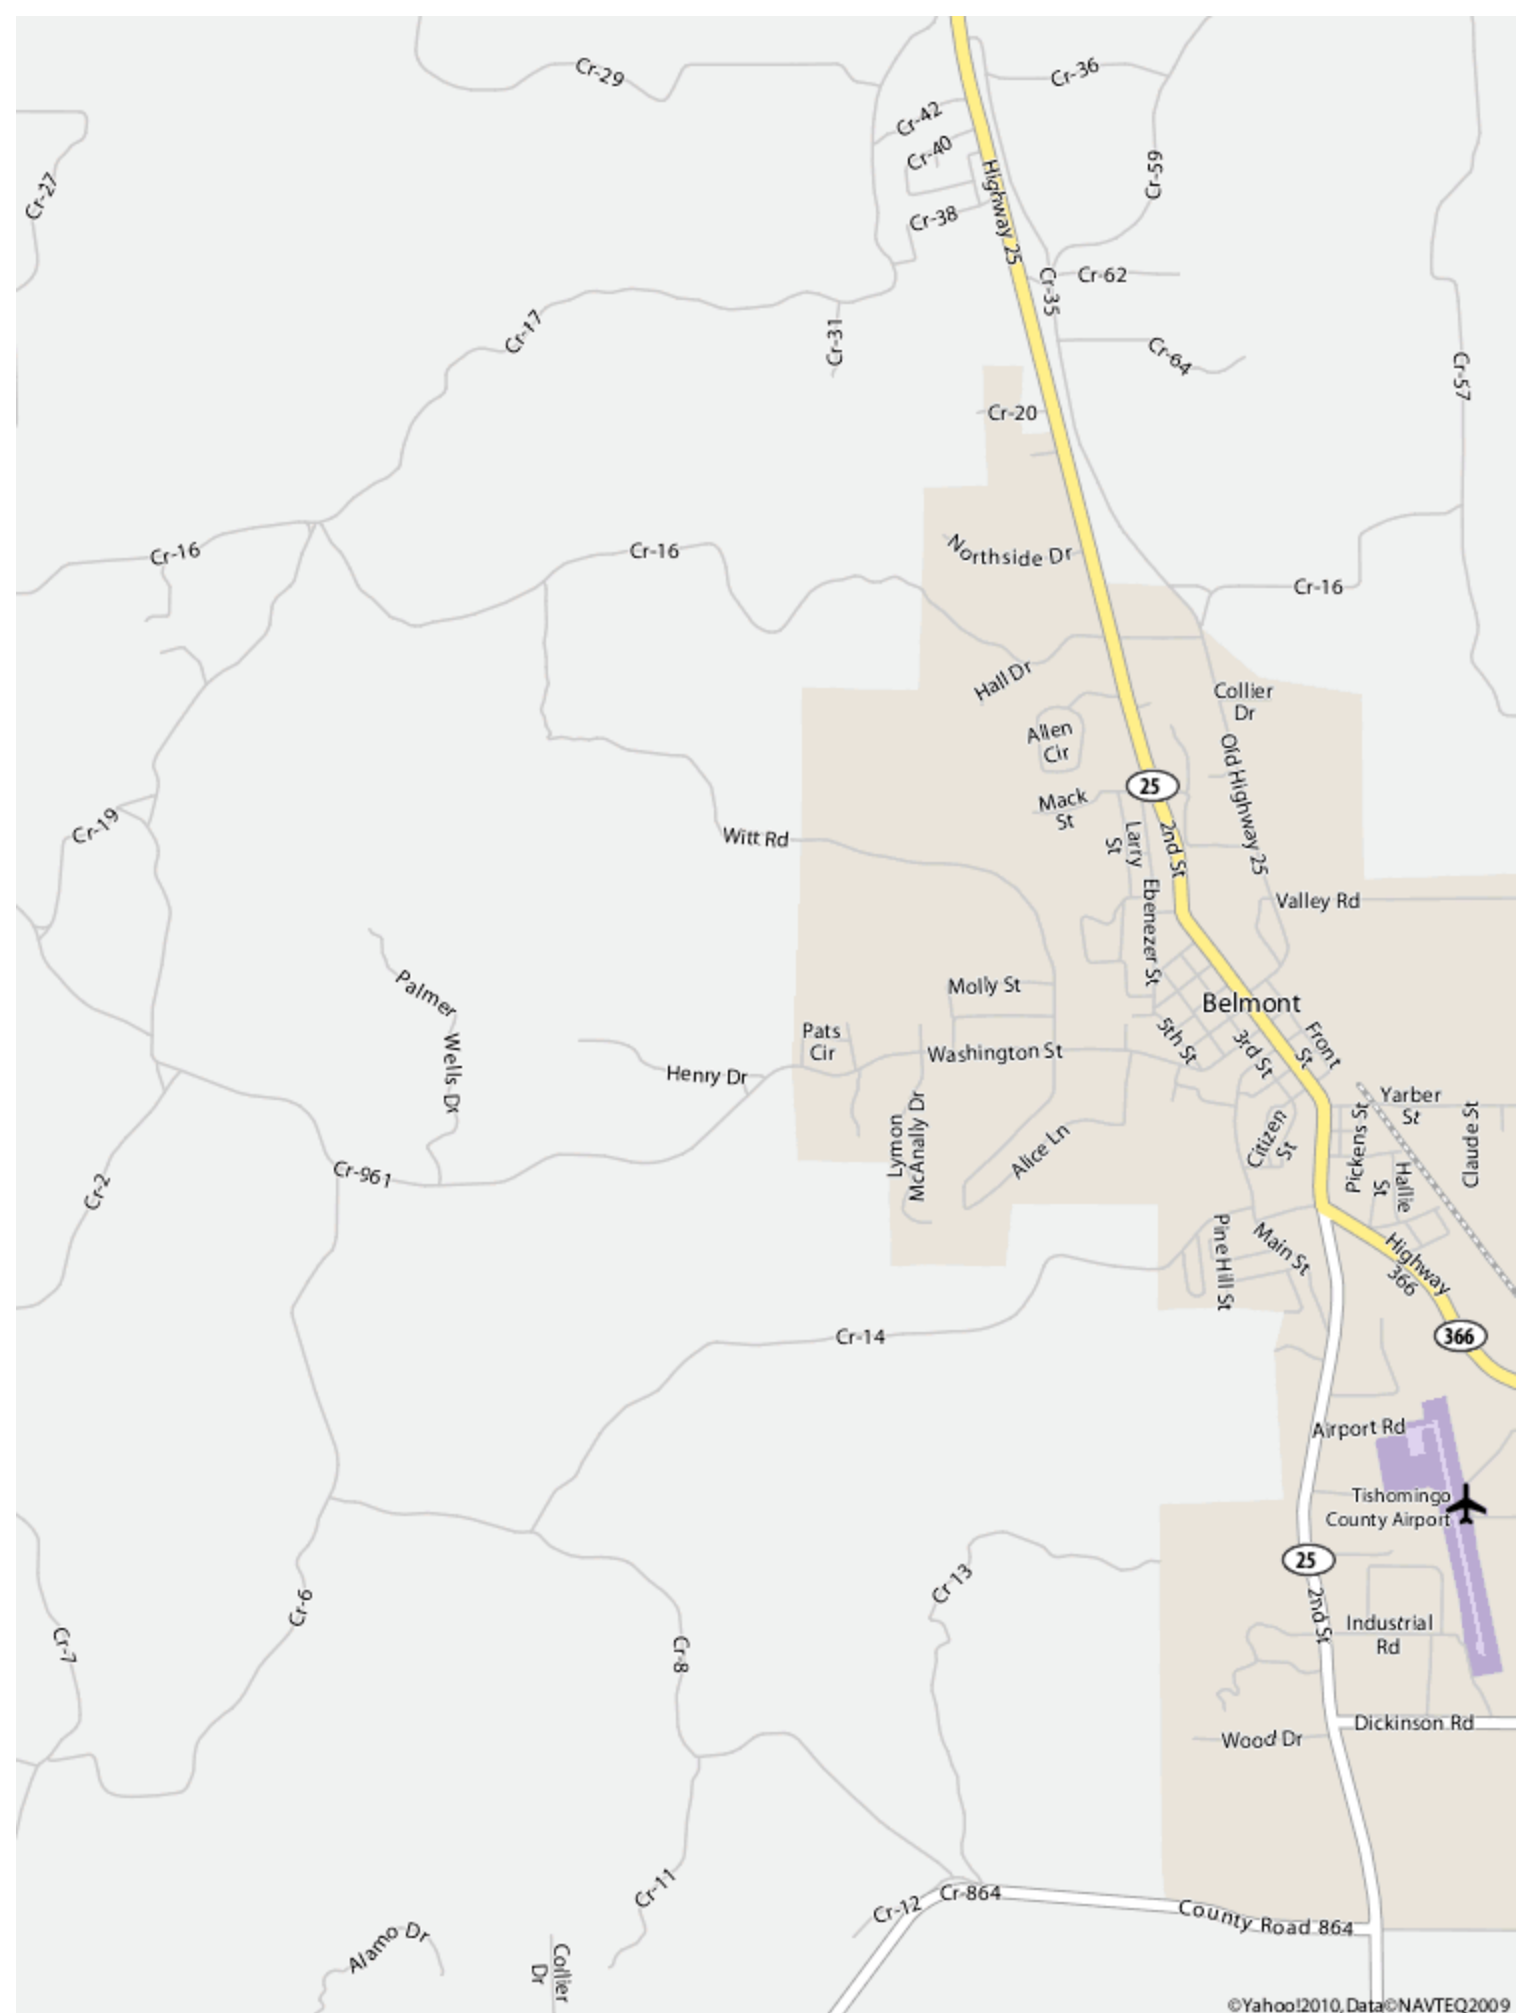 Cr-29
Cr-36
Cr-42
Cr-40
Cr-59
Cr-27
Highway 25
Cr-38
Cr-62
Cr-35
Cr-17
Cr-31
Cr-64
Cr-57
Cr-20
Cr-16
Cr-16
Northside Dr
Cr-16
Hall Dr
Collier
Dr
Allen
Cir
Old Highway 25
25
Mack
St
Cr-19
Witt Rd
Larry
St
2nd St
Ebenezer St
Valley Rd
Palmer
Wells Dr
Molly St
Belmont
Pats
Cir
Washington St
5th St
3rd St
Front
St
Henry Dr
Yarber
St
Lymon
McAnally Dr
Alice Ln
Citizen
St
Pickens St
Hallie
St
Claude St
Cr-961
Cr-2
Pine Hill St
Main St
Highway
366
Cr-14
366
Airport Rd
Tishomingo
County Airport
25
Cr-13
Cr-6
2nd St
Industrial
Rd
Cr-7
Cr-8
Dickinson Rd
Wood Dr
Cr-11
Cr-864
Cr-12
County Road 864
Alamo Dr
Collier
Dr
©Yahoo!2010,Data©NAVTEQ2009